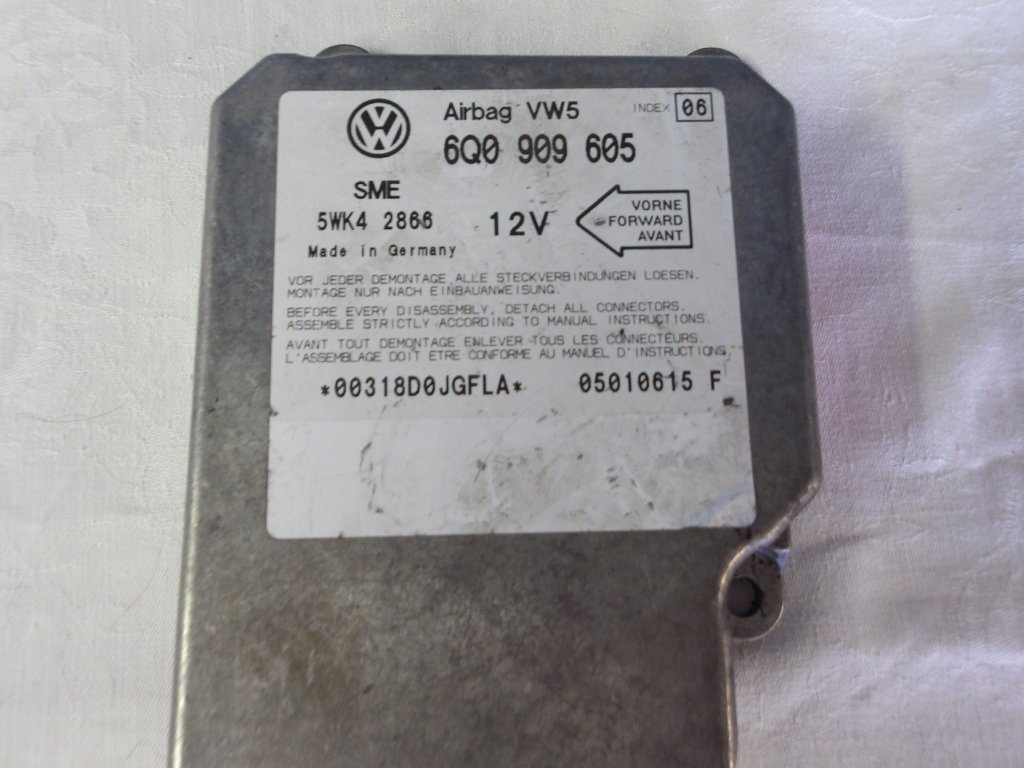 Airbag VW5 INDEX 06
6Q0 909 605
SME
5WK4 2866 12V
VORNE
FORWARD
AVANT
Made in Germany
VOR JEDER DEMONTAGE ALLE STECKVERBINDUNGEN LOESEN.
MONTAGE NUR NACH EINBAUANWEISUNG.
BEFORE EVERY DISASSEMBLY, DETACH ALL CONNECTORS.
ASSEMBLE STRICTLY ACCORDING TO MANUAL INSTRUCTIONS.
AVANT TOUT DEMONTAGE ENLEVER TOUS LES CONNECTEURS.
L'ASSEMBLAGE DOIT ETRE CONFORME AU MANUEL D'INSTRUCTIONS.
*00318D0JGFLA* 05010615 F